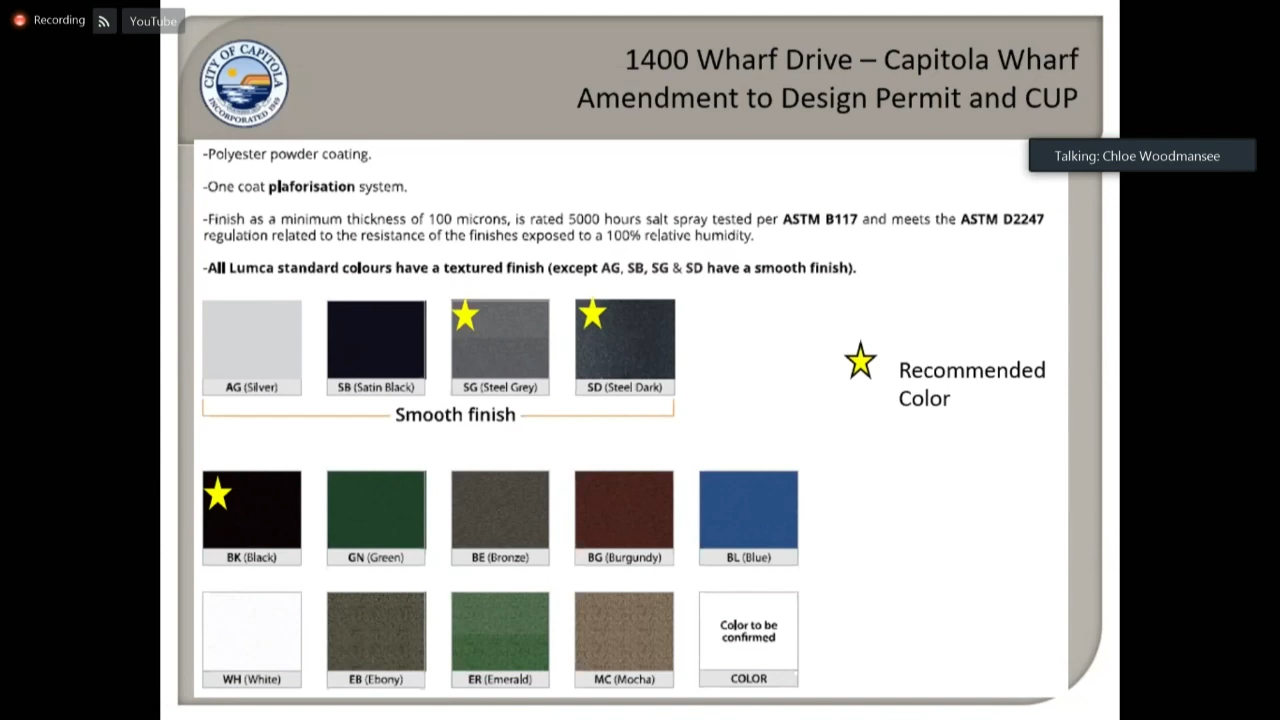 Recording
YouTube
CITY OF CAPITOLA
INCORPORATED 1949
1400 Wharf Drive – Capitola Wharf
Amendment to Design Permit and CUP
Talking: Chloe Woodmansee
-Polyester powder coating.
-One coat plaforisation system.
-Finish as a minimum thickness of 100 microns, is rated 5000 hours salt spray tested per ASTM B117 and meets the ASTM D2247
regulation related to the resistance of the finishes exposed to a 100% relative humidity.
-All Lumca standard colours have a textured finish (except AG, SB, SG & SD have a smooth finish).
AG (Silver) SB (Satin Black) SG (Steel Grey) SD (Steel Dark)
Recommended
Color
Smooth finish
BK (Black) GN (Green) BE (Bronze) BG (Burgundy) BL (Blue)
Color to be
confirmed
WH (White) EB (Ebony) ER (Emerald) MC (Mocha) COLOR